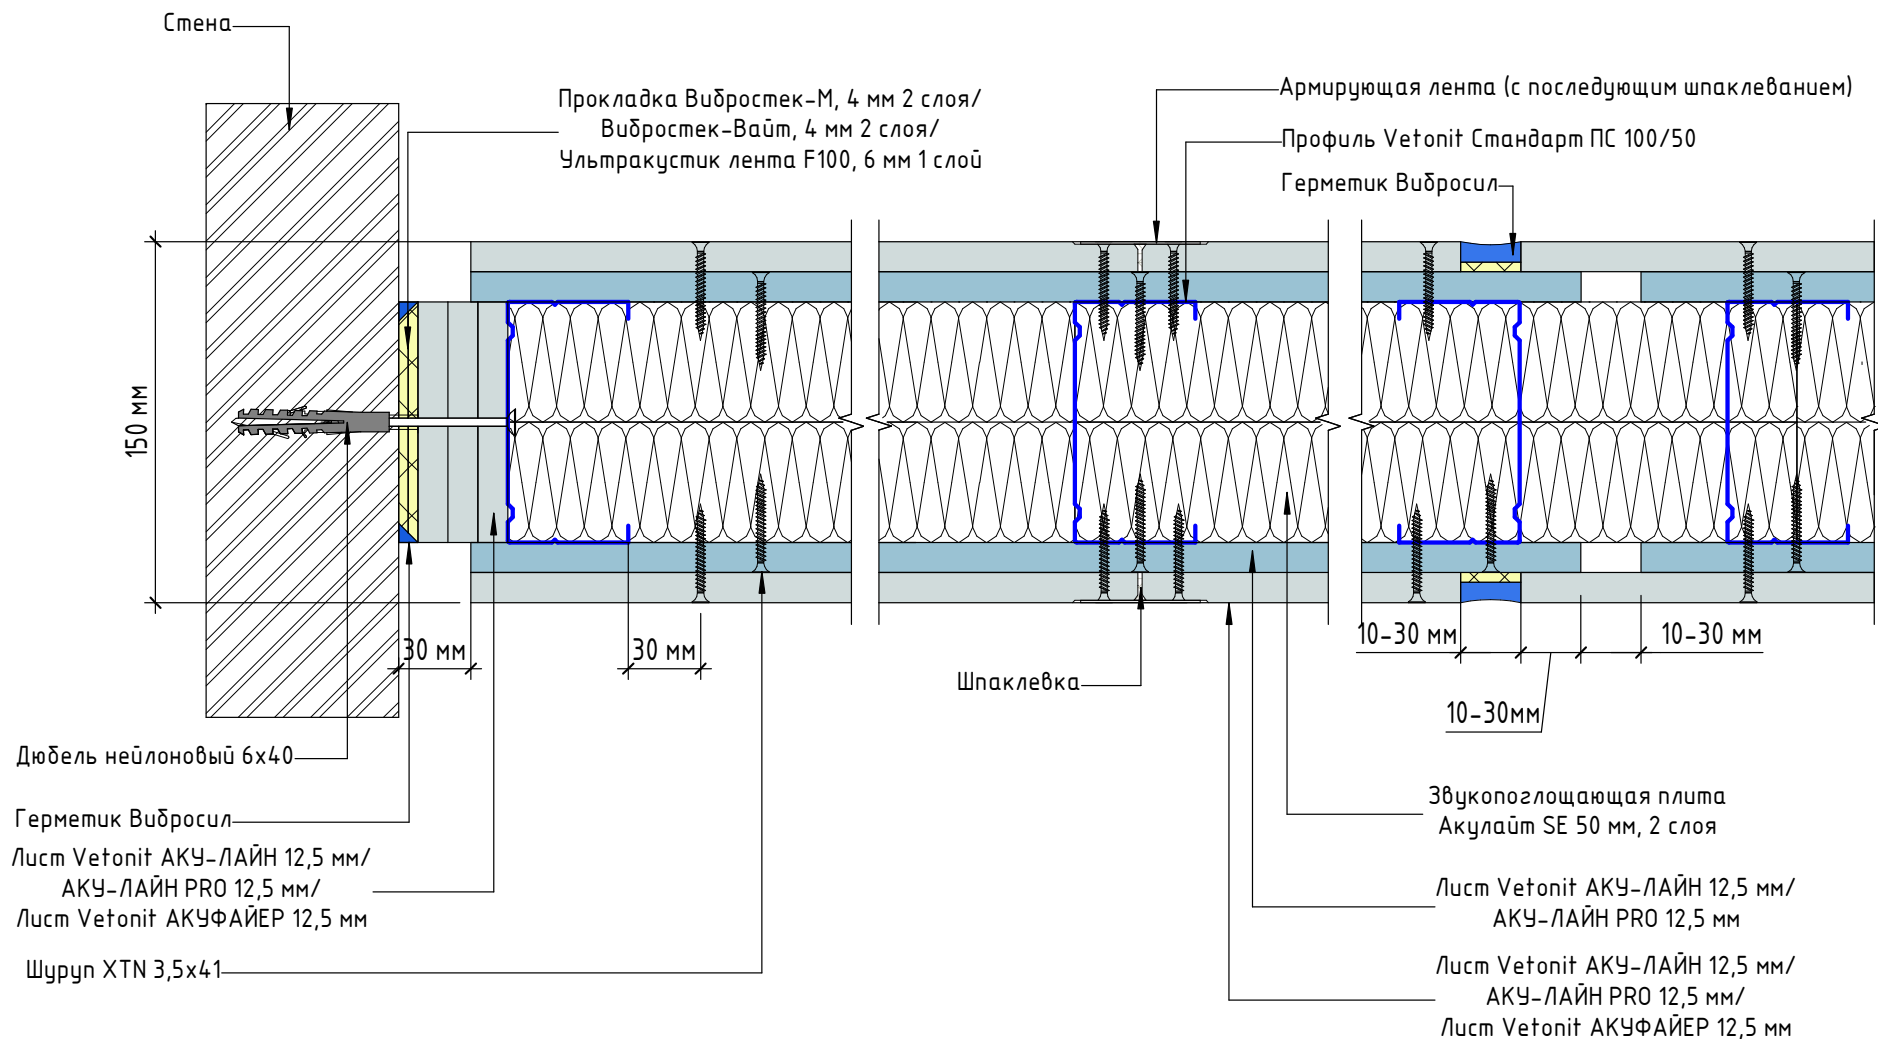 Стена
Прокладка Вибростек-М, 4 мм 2 слоя/
Вибростек-Вайт, 4 мм 2 слоя/
Ультракустик лента F100, 6 мм 1 слой
Армирующая лента (с последующим шпаклеванием)
Профиль Vetonit Стандарт ПС 100/50
Герметик Вибросил
150 мм
30 мм
30 мм
10-30 мм
10-30 мм
10-30мм
Шпаклевка
Дюбель нейлоновый 6х40
Герметик Вибросил
Лист Vetonit АКУ-ЛАЙН 12,5 мм/
АКУ-ЛАЙН PRO 12,5 мм/
Лист Vetonit АКУФАЙЕР 12,5 мм
Шуруп XTN 3,5х41
Звукопоглощающая плита
Акулайт SE 50 мм, 2 слоя
Лист Vetonit АКУ-ЛАЙН 12,5 мм/
АКУ-ЛАЙН PRO 12,5 мм
Лист Vetonit АКУ-ЛАЙН 12,5 мм/
АКУ-ЛАЙН PRO 12,5 мм/
Лист Vetonit АКУФАЙЕР 12,5 мм